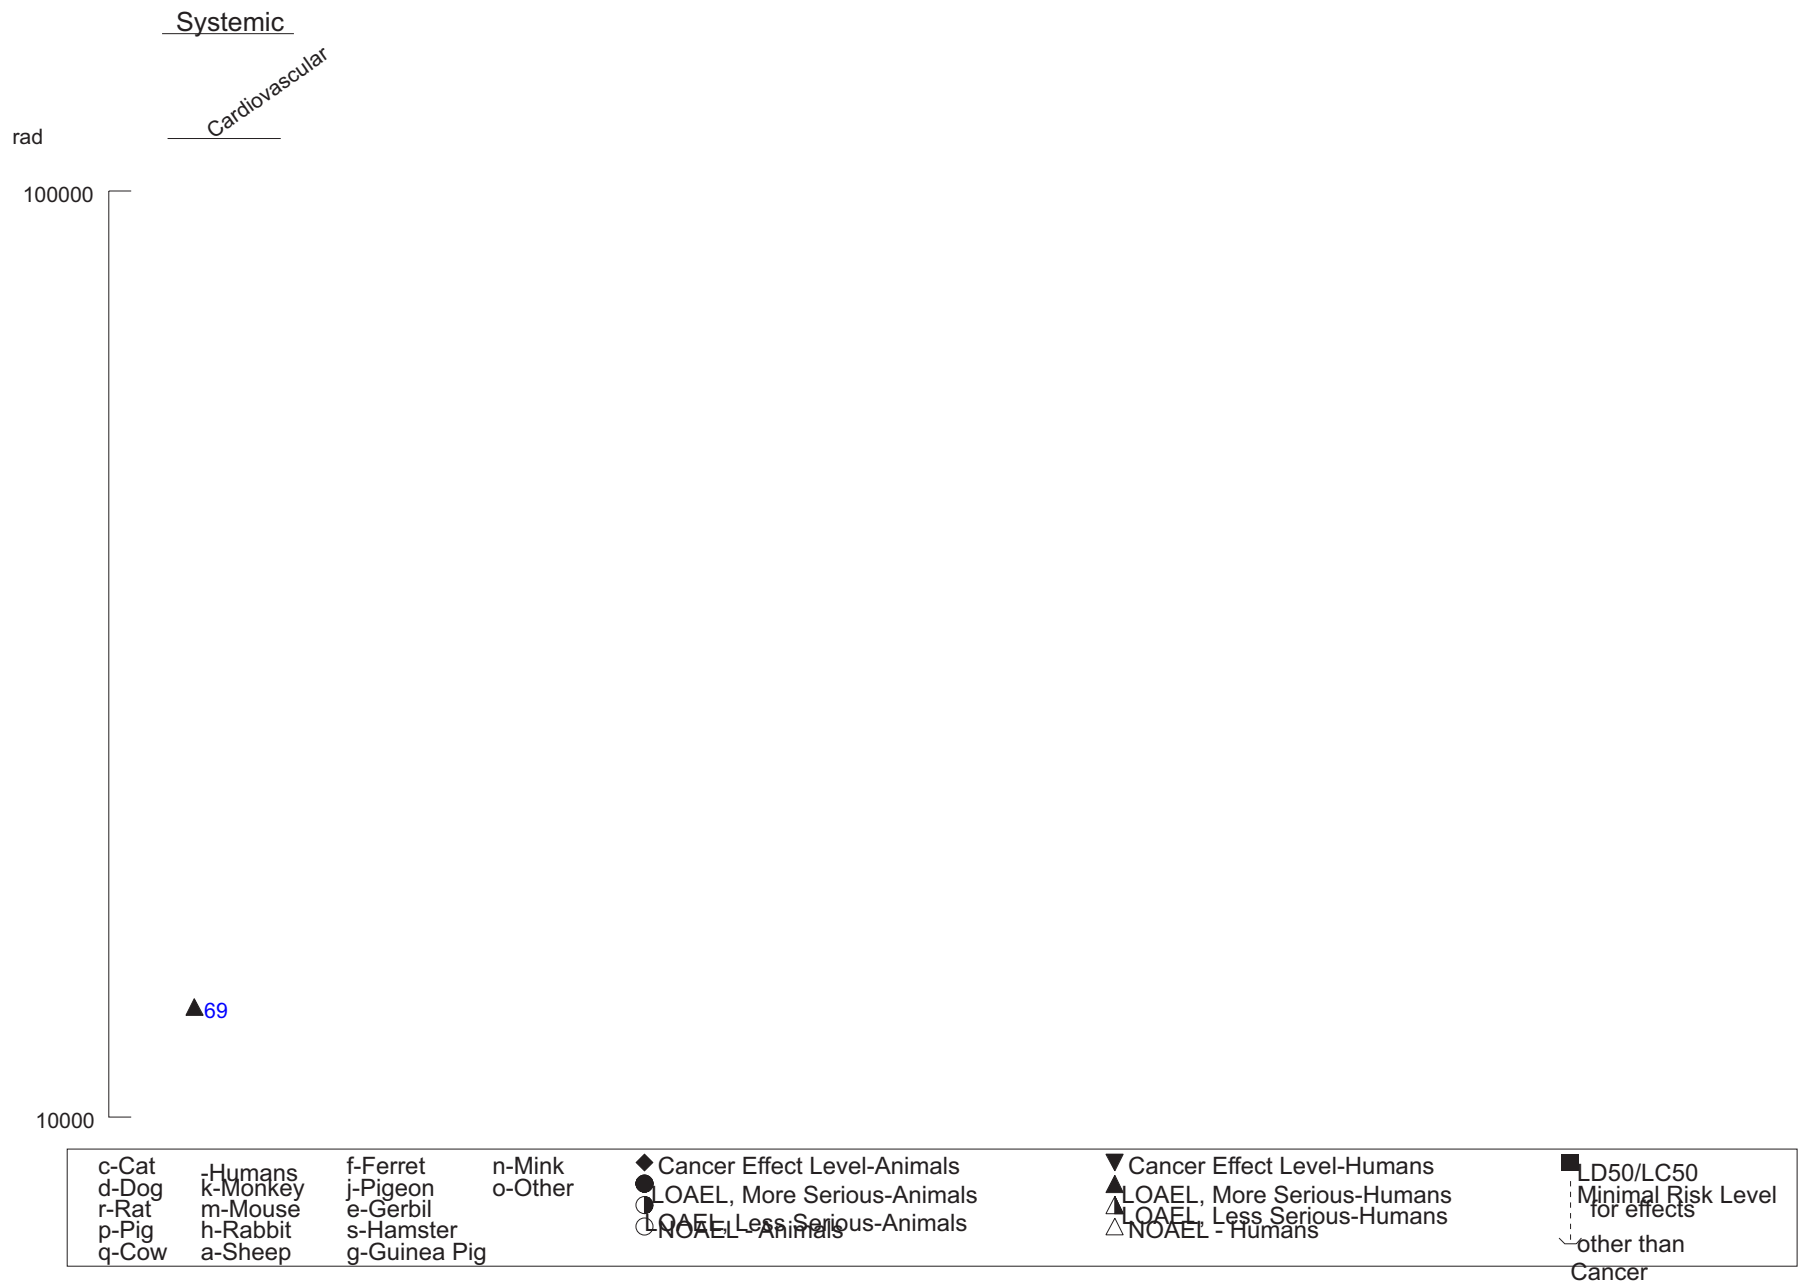 Systemic
Cardiovascular
rad
100000
69
10000
c-Cat
d-Dog
r-Rat
p-Pig
q-Cow
-Humans
k-Monkey
m-Mouse
h-Rabbit
a-Sheep
f-Ferret
j-Pigeon
e-Gerbil
s-Hamster
g-Guinea Pig
n-Mink
o-Other
Cancer Effect Level-Animals
LOAEL, More Serious-Animals
LOAEL, Less Serious-Animals
NOAEL - Animals
Cancer Effect Level-Humans
LOAEL, More Serious-Humans
LOAEL, Less Serious-Humans
NOAEL - Humans
LD50/LC50
Minimal Risk Level
for effects
other than
Cancer